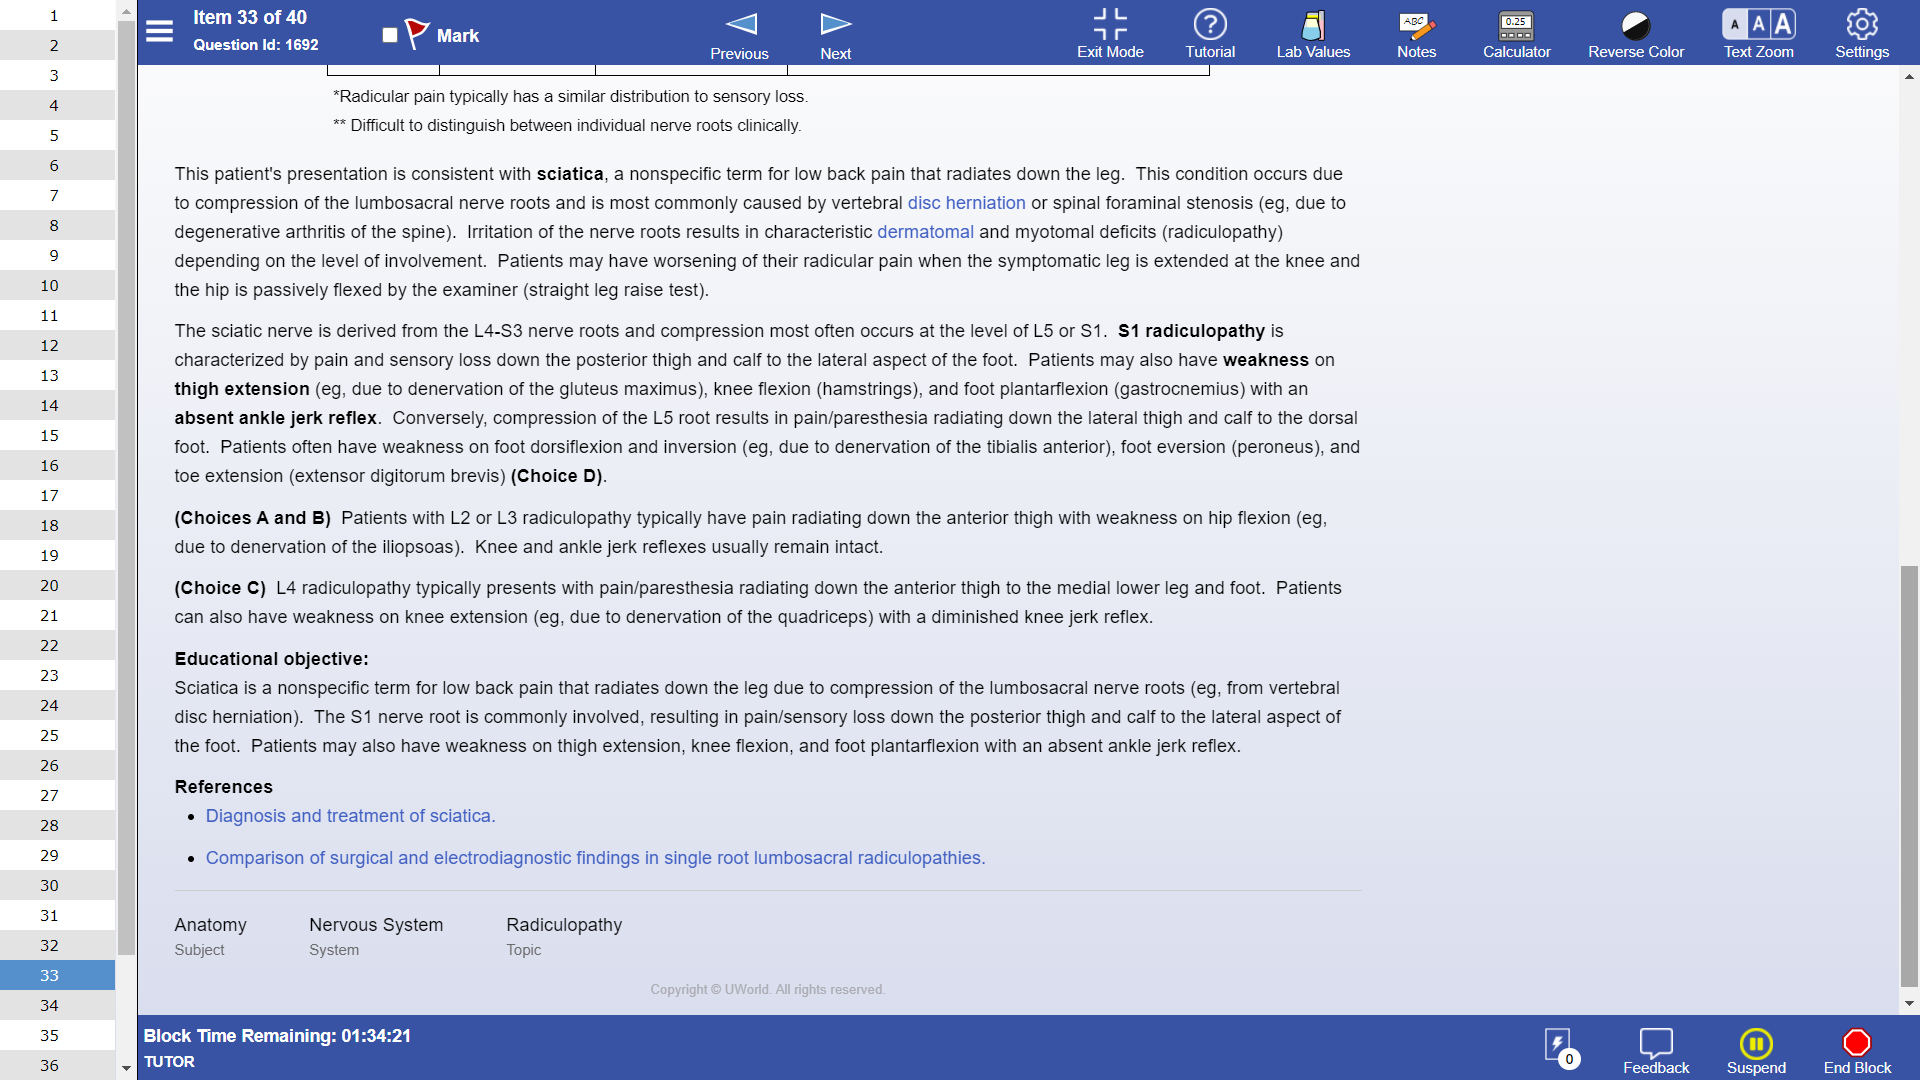 1
2
3
4
5
6
7
8
9
10
11
12
13
14
15
16
17
18
19
20
21
22
23
24
25
26
27
28
29
30
31
32
33
34
35
36
Item 33 of 40
Question Id: 1692
Mark
Previous
Next
Exit Mode
Tutorial
Lab Values
ABC
Notes
0.25
Calculator
Reverse Color
A A A
Text Zoom
Settings
*Radicular pain typically has a similar distribution to sensory loss.
** Difficult to distinguish between individual nerve roots clinically.
This patient's presentation is consistent with sciatica, a nonspecific term for low back pain that radiates down the leg. This condition occurs due
to compression of the lumbosacral nerve roots and is most commonly caused by vertebral disc herniation or spinal foraminal stenosis (eg, due to
degenerative arthritis of the spine). Irritation of the nerve roots results in characteristic dermatomal and myotomal deficits (radiculopathy)
depending on the level of involvement. Patients may have worsening of their radicular pain when the symptomatic leg is extended at the knee and
the hip is passively flexed by the examiner (straight leg raise test).
The sciatic nerve is derived from the L4-S3 nerve roots and compression most often occurs at the level of L5 or S1. S1 radiculopathy is
characterized by pain and sensory loss down the posterior thigh and calf to the lateral aspect of the foot. Patients may also have weakness on
thigh extension (eg, due to denervation of the gluteus maximus), knee flexion (hamstrings), and foot plantarflexion (gastrocnemius) with an
absent ankle jerk reflex. Conversely, compression of the L5 root results in pain/paresthesia radiating down the lateral thigh and calf to the dorsal
foot. Patients often have weakness on foot dorsiflexion and inversion (eg, due to denervation of the tibialis anterior), foot eversion (peroneus), and
toe extension (extensor digitorum brevis) (Choice D).
(Choices A and B) Patients with L2 or L3 radiculopathy typically have pain radiating down the anterior thigh with weakness on hip flexion (eg,
due to denervation of the iliopsoas). Knee and ankle jerk reflexes usually remain intact.
(Choice C) L4 radiculopathy typically presents with pain/paresthesia radiating down the anterior thigh to the medial lower leg and foot. Patients
can also have weakness on knee extension (eg, due to denervation of the quadriceps) with a diminished knee jerk reflex.
Educational objective:
Sciatica is a nonspecific term for low back pain that radiates down the leg due to compression of the lumbosacral nerve roots (eg, from vertebral
disc herniation). The S1 nerve root is commonly involved, resulting in pain/sensory loss down the posterior thigh and calf to the lateral aspect of
the foot. Patients may also have weakness on thigh extension, knee flexion, and foot plantarflexion with an absent ankle jerk reflex.
References
• Diagnosis and treatment of sciatica.
• Comparison of surgical and electrodiagnostic findings in single root lumbosacral radiculopathies.
Anatomy Nervous System Radiculopathy
Subject System Topic
Copyright © UWorld. All rights reserved.
Block Time Remaining: 01:34:21
TUTOR
0
Feedback
Suspend
End Block